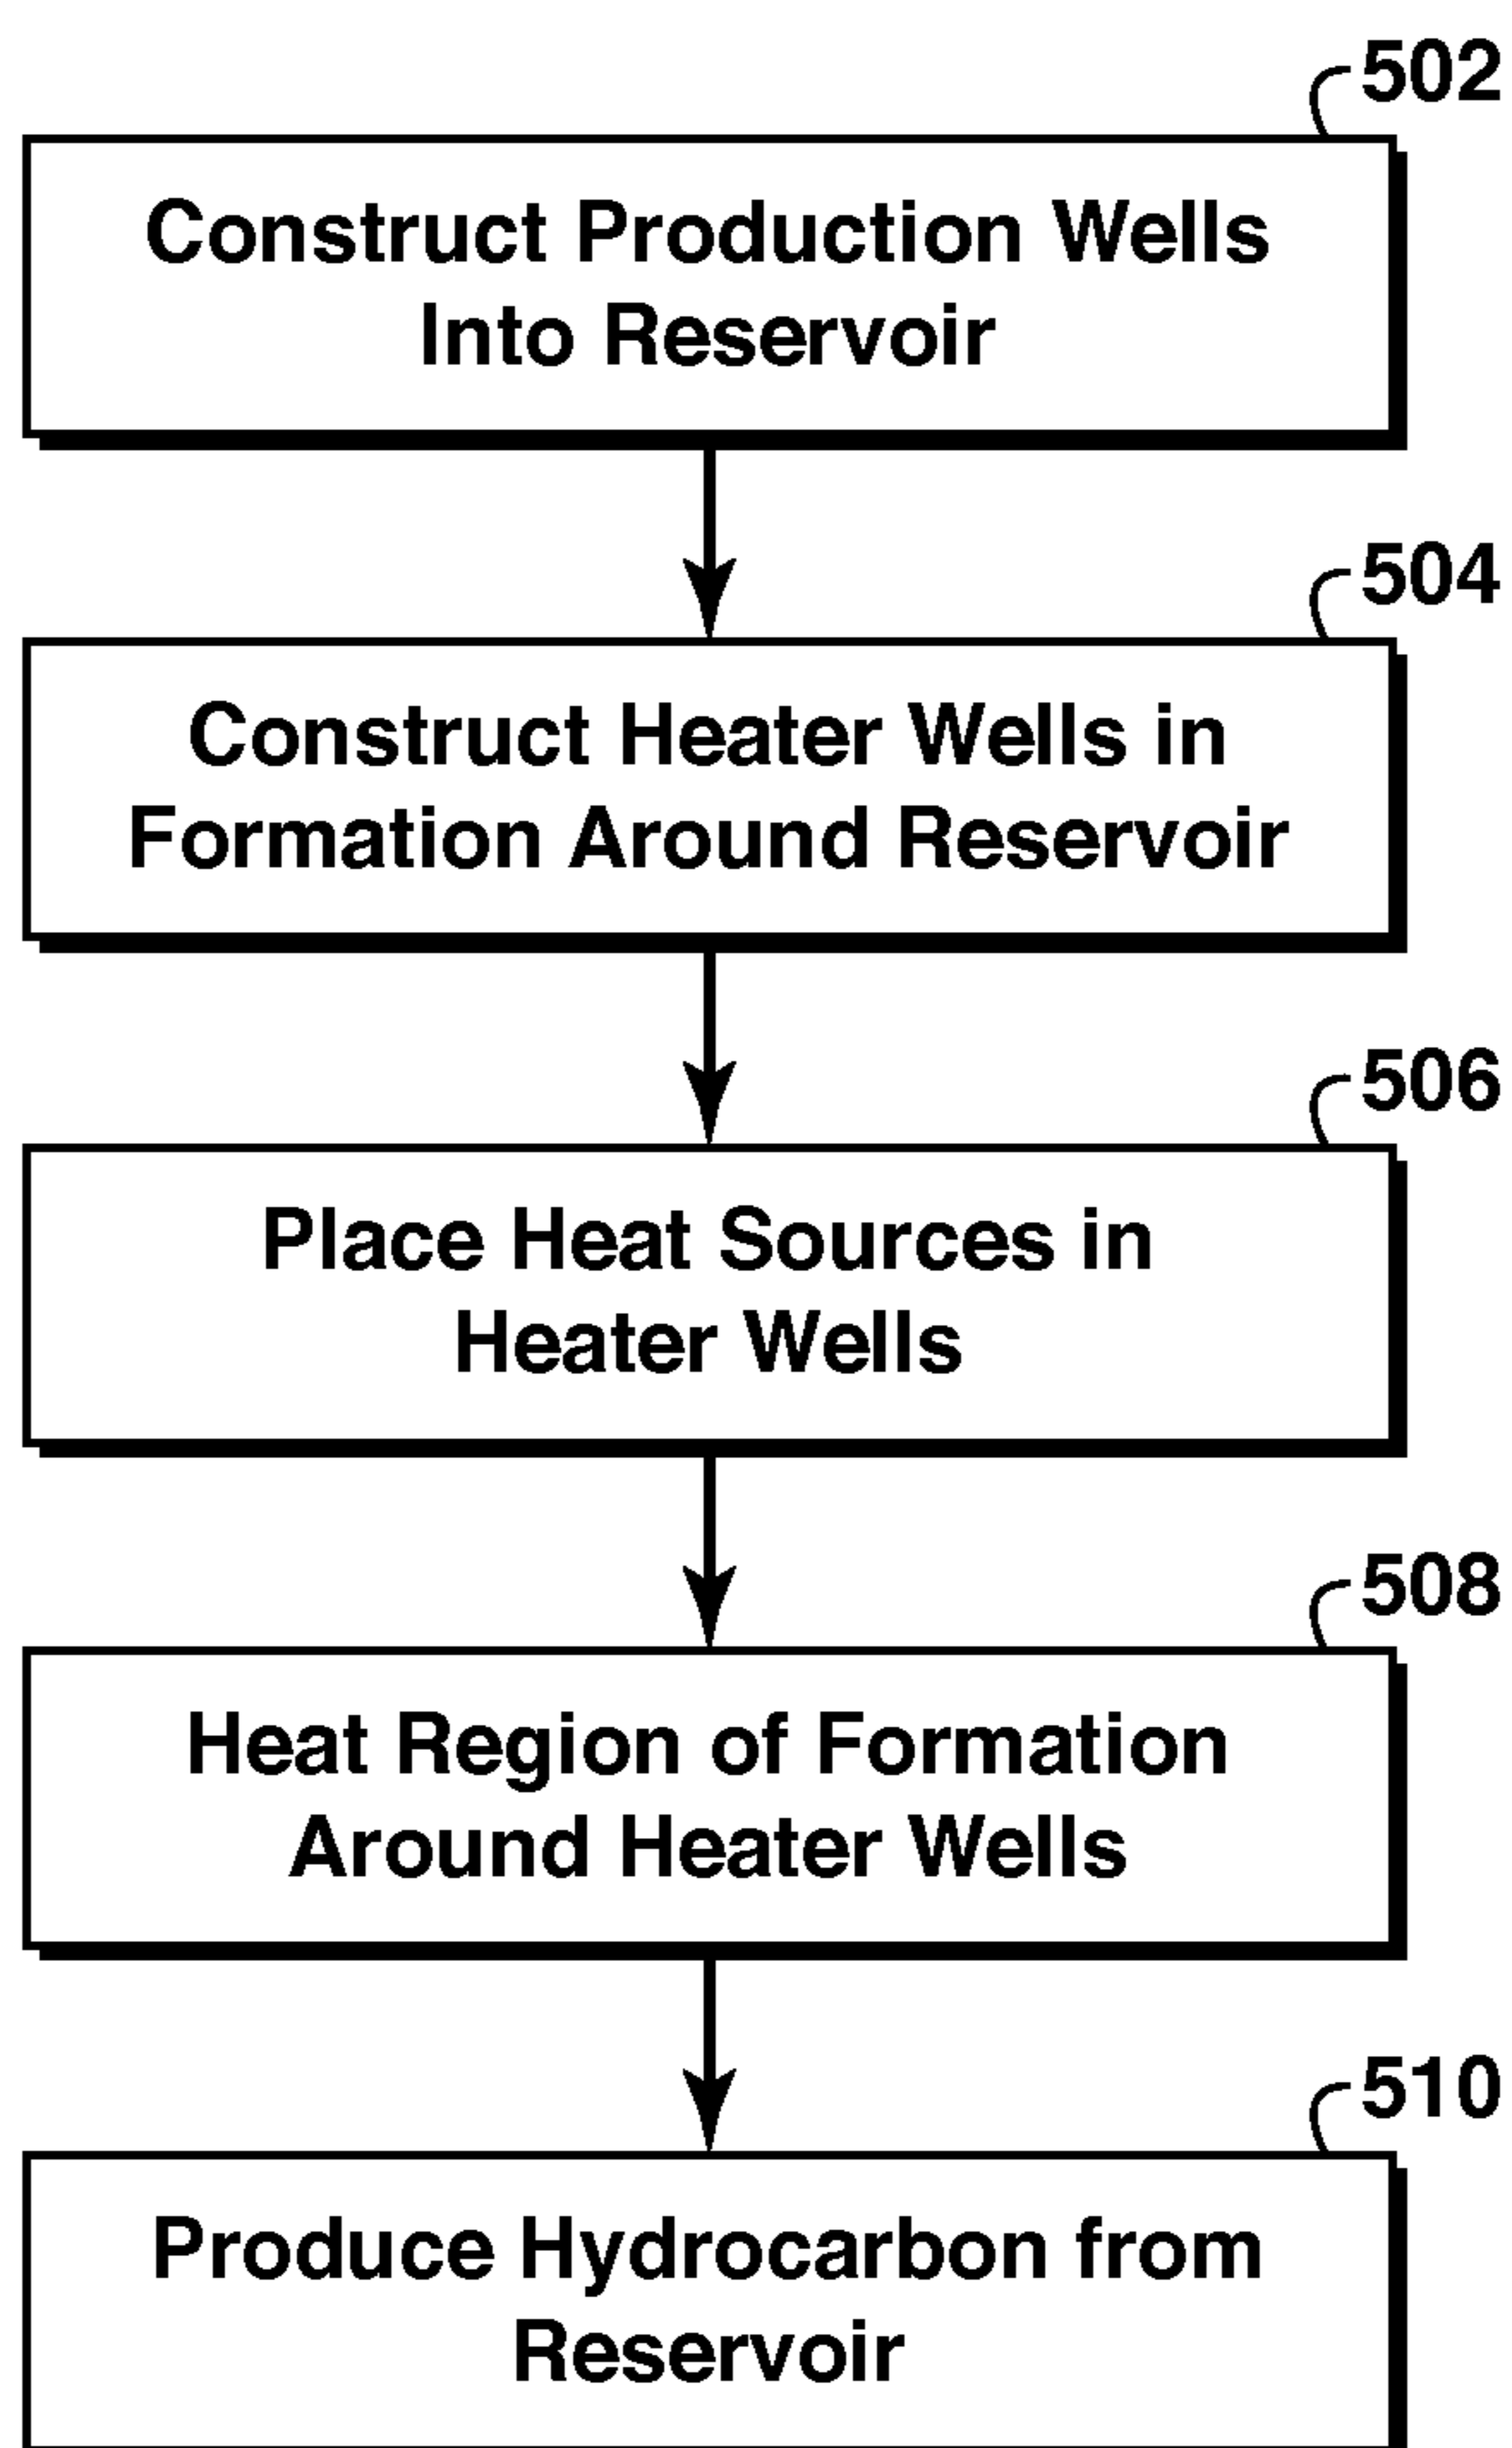 502
Construct Production Wells
Into Reservoir
504
Construct Heater Wells in
Formation Around Reservoir
506
Place Heat Sources in
Heater Wells
508
Heat Region of Formation
Around Heater Wells
510
Produce Hydrocarbon from
Reservoir